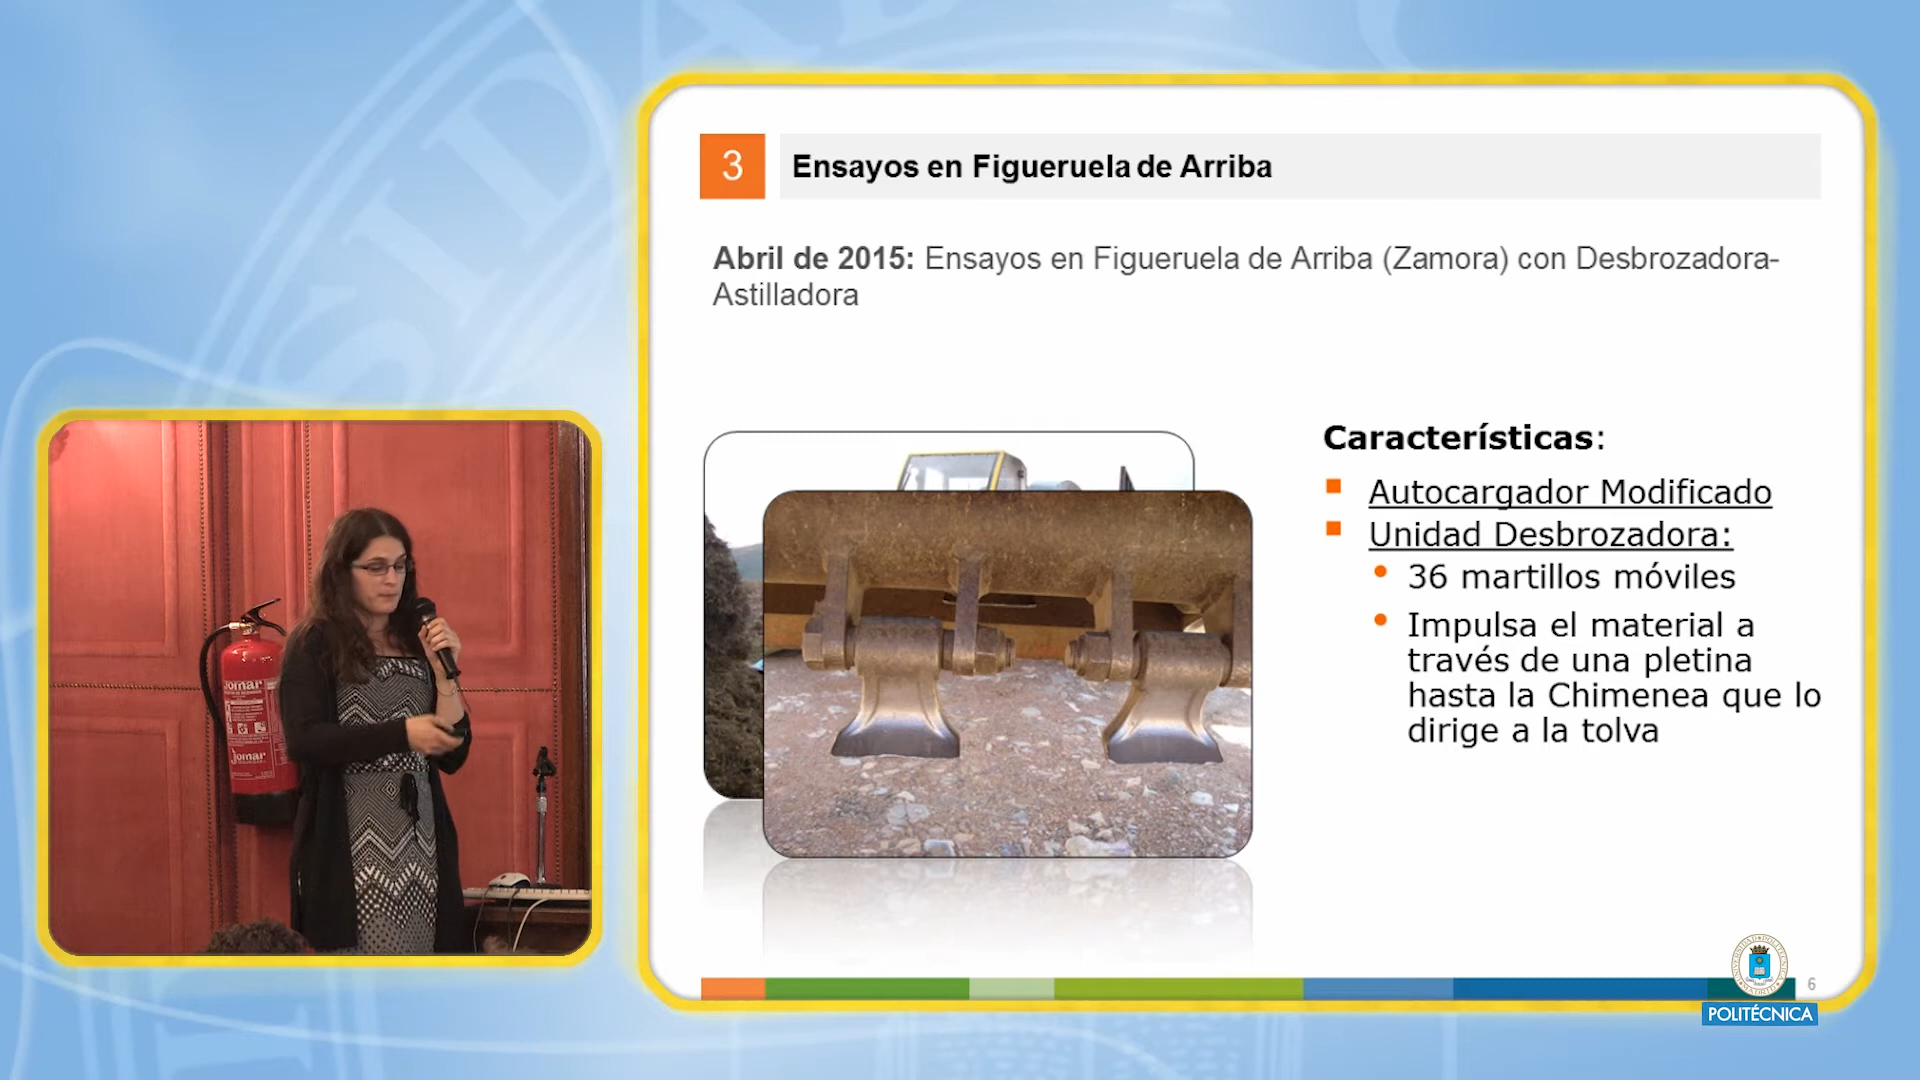 3
Ensayos en Figueruela de Arriba
Abril de 2015: Ensayos en Figueruela de Arriba (Zamora) con Desbrozadora-
Astilladora
Características:
Autocargador Modificado
Unidad Desbrozadora:
36 martillos móviles
Impulsa el material a
través de una pletina
hasta la Chimenea que lo
dirige a la tolva
Jomar
Jomar
6
POLITÉCNICA